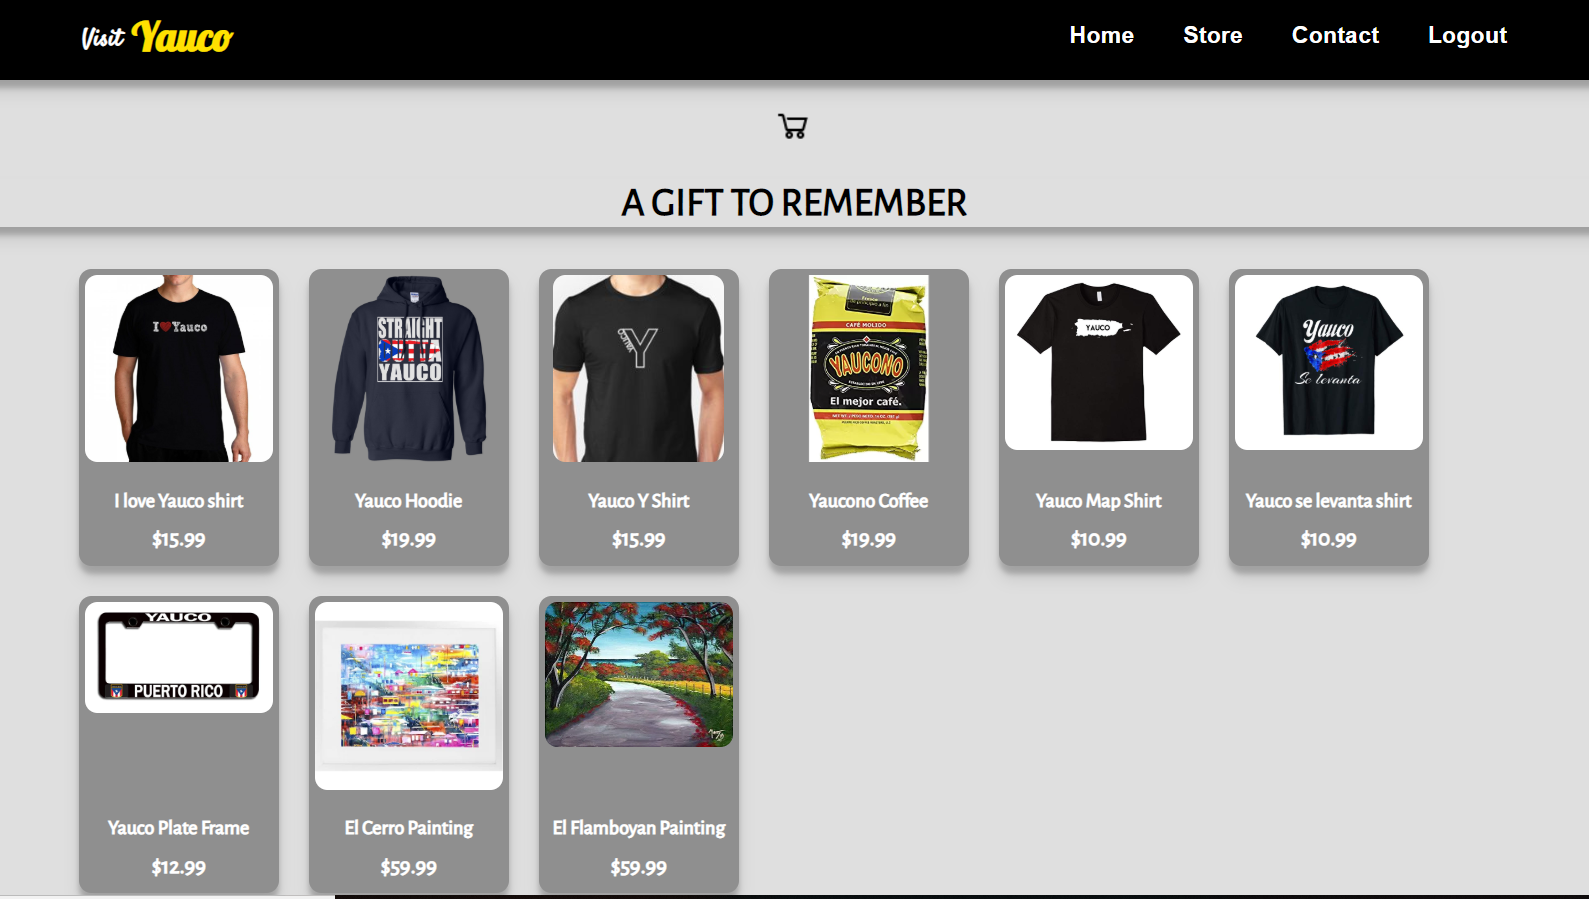 Visit Yauco
Home Store Contact Logout
A GIFT TO REMEMBER
I ❤ Yauco
STRAIGHT
OUTTA
YAUCO
Y
CAFÉ MOLIDO
YAUCONO
El mejor café.
YAUCO
Yauco
Se levanta
I love Yauco shirt
$15.99
Yauco Hoodie
$19.99
Yauco Y Shirt
$15.99
Yaucono Coffee
$19.99
Yauco Map Shirt
$10.99
Yauco se levanta shirt
$10.99
YAUCO
PUERTO RICO
Yauco Plate Frame
$12.99
El Cerro Painting
$59.99
El Flamboyan Painting
$59.99